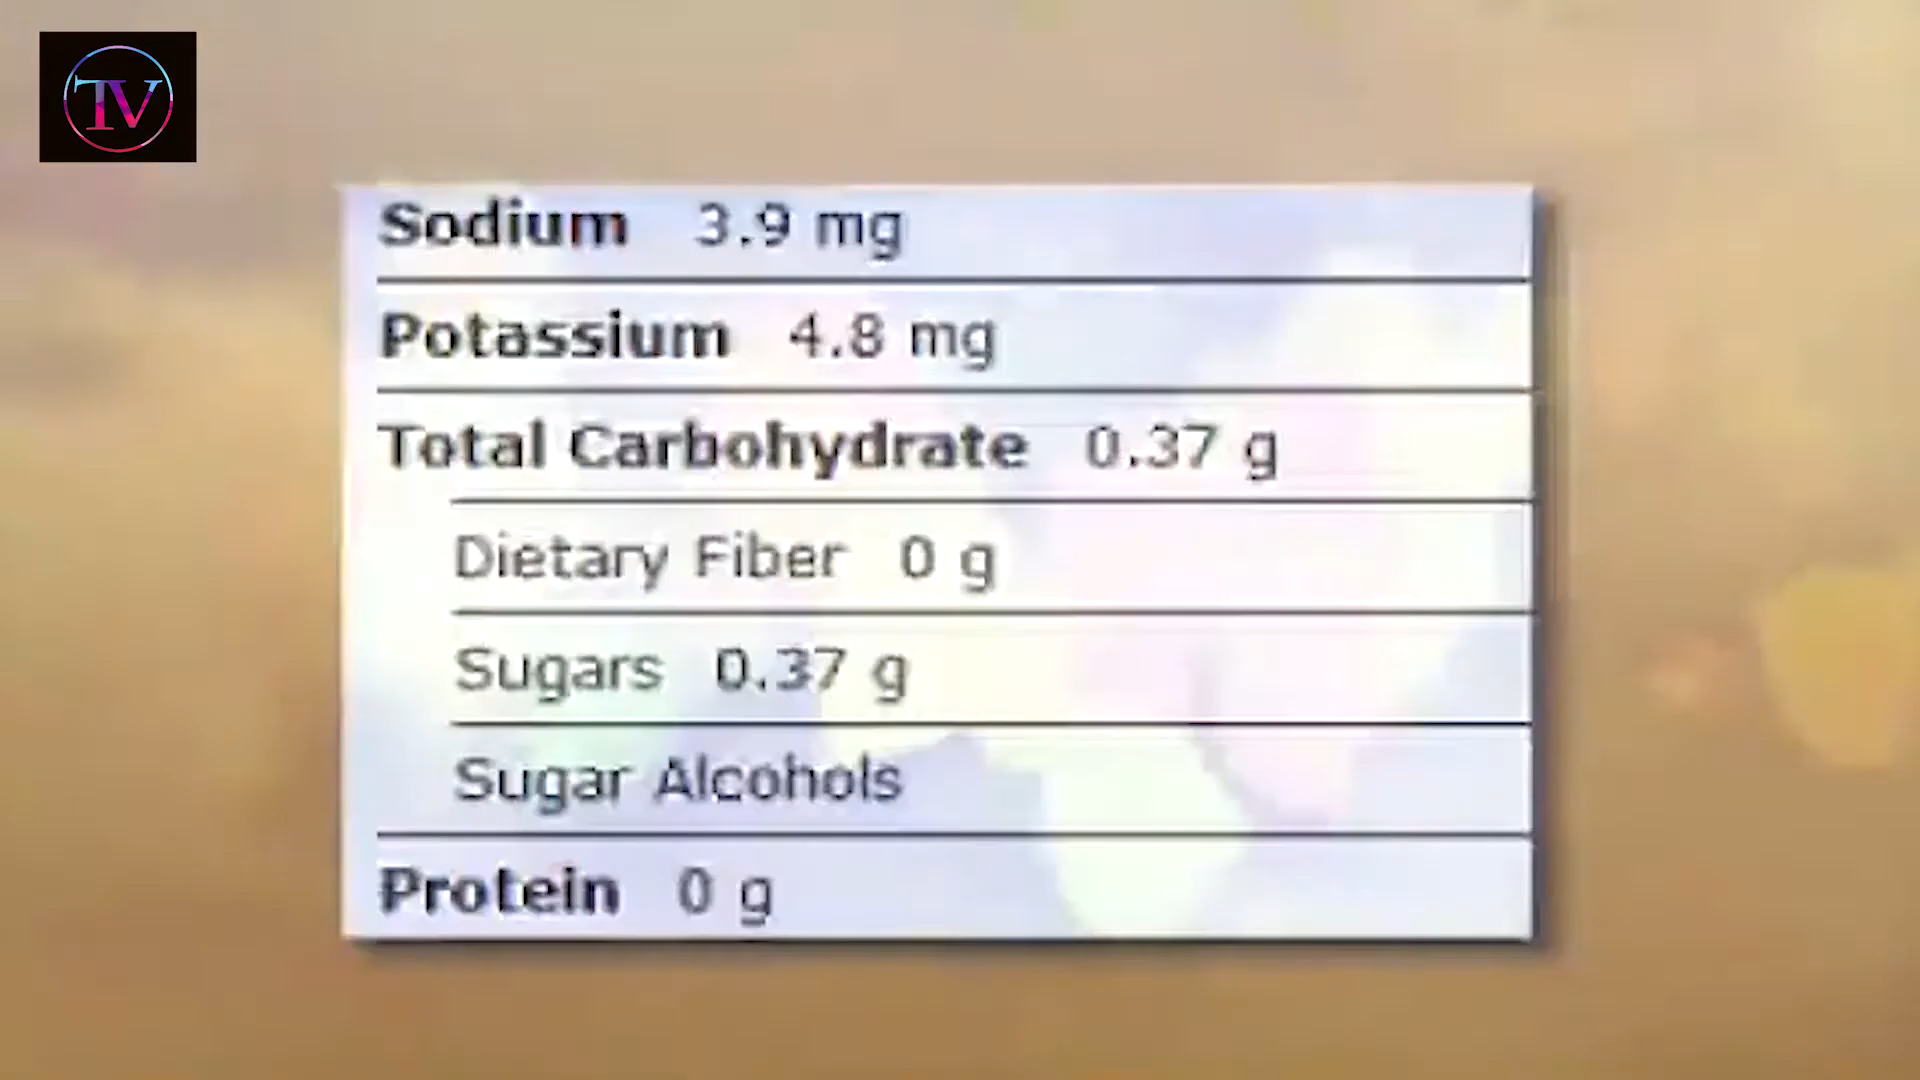 TV
Sodium 3.9 mg
Potassium 4.8 mg
Total Carbohydrate 0.37 g
Dietary Fiber 0 g
Sugars 0.37 g
Sugar Alcohols
Protein 0 g